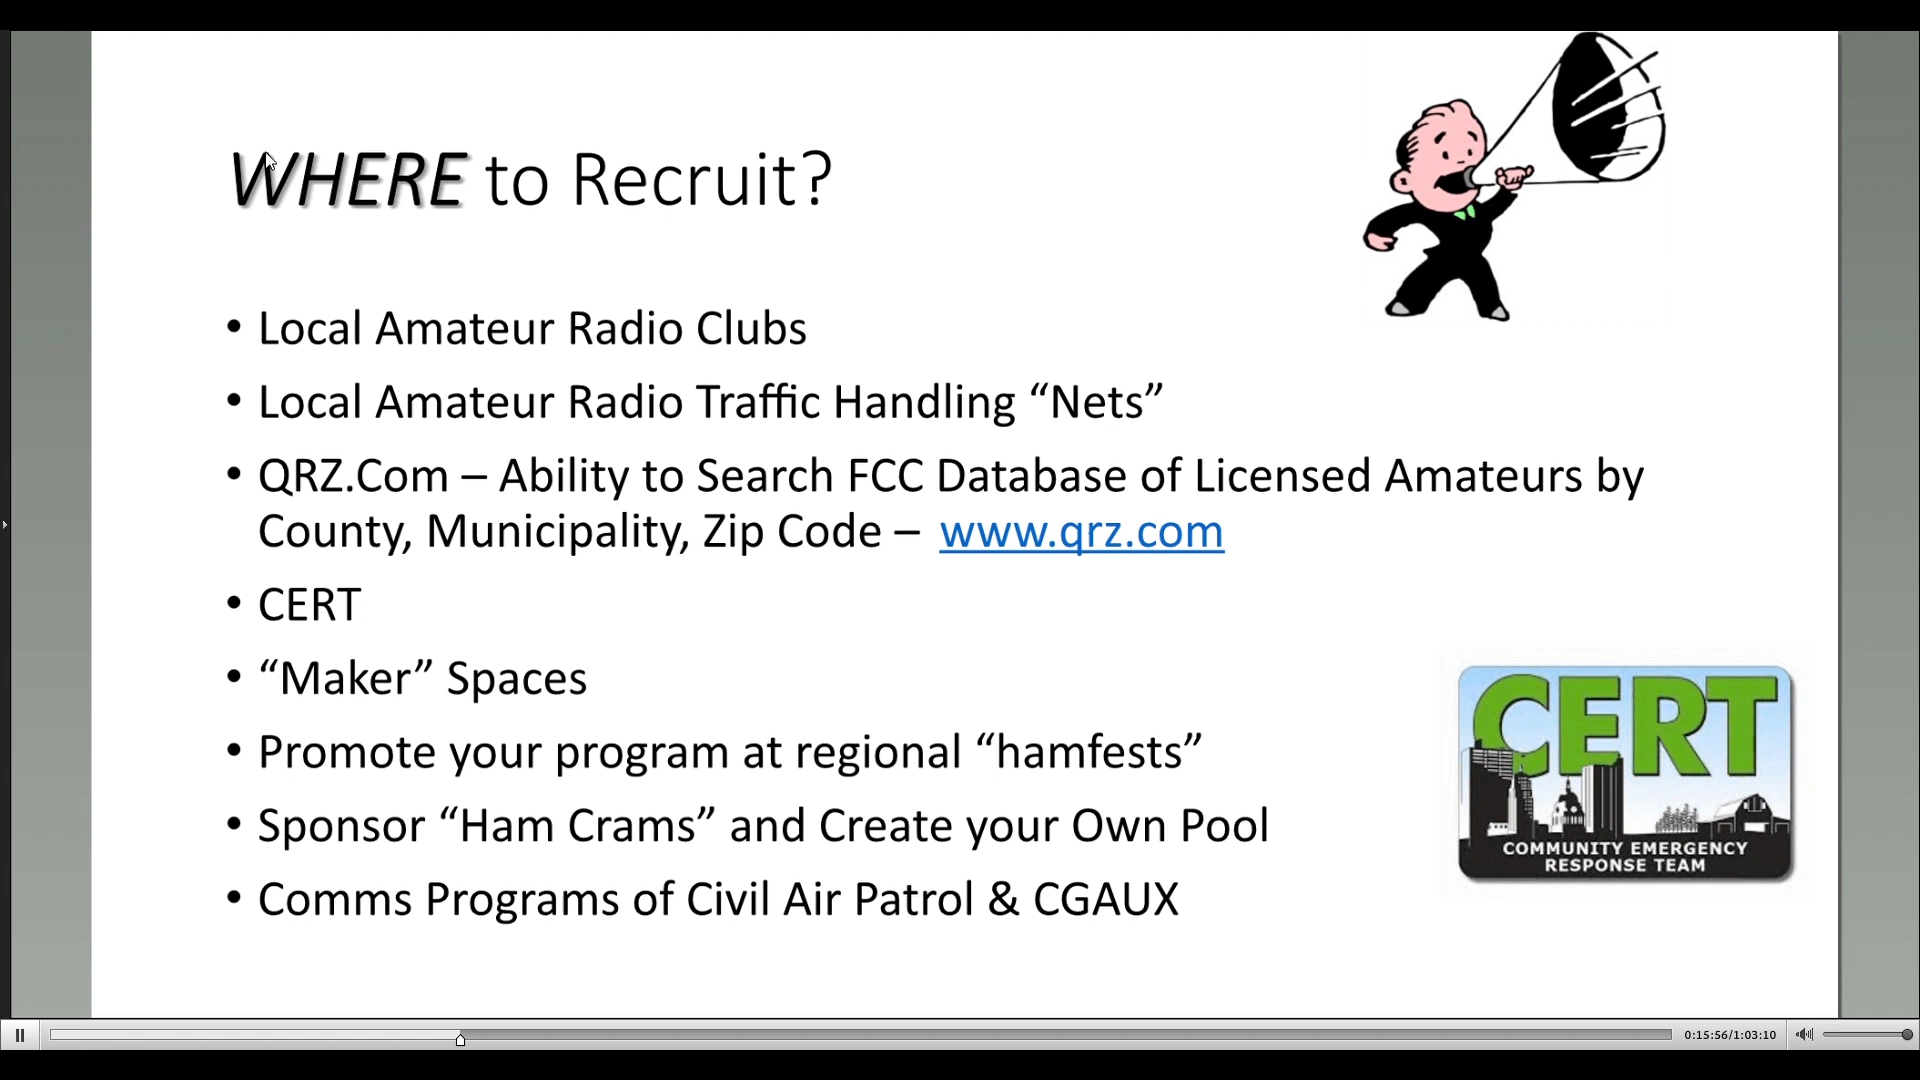 WHERE to Recruit?
• Local Amateur Radio Clubs
• Local Amateur Radio Traffic Handling “Nets”
• QRZ.Com – Ability to Search FCC Database of Licensed Amateurs by
County, Municipality, Zip Code – www.qrz.com
• CERT
• “Maker” Spaces
• Promote your program at regional “hamfests”
• Sponsor “Ham Crams” and Create your Own Pool
• Comms Programs of Civil Air Patrol & CGAUX
CERT
COMMUNITY EMERGENCY
RESPONSE TEAM
0:15:56/1:03:10